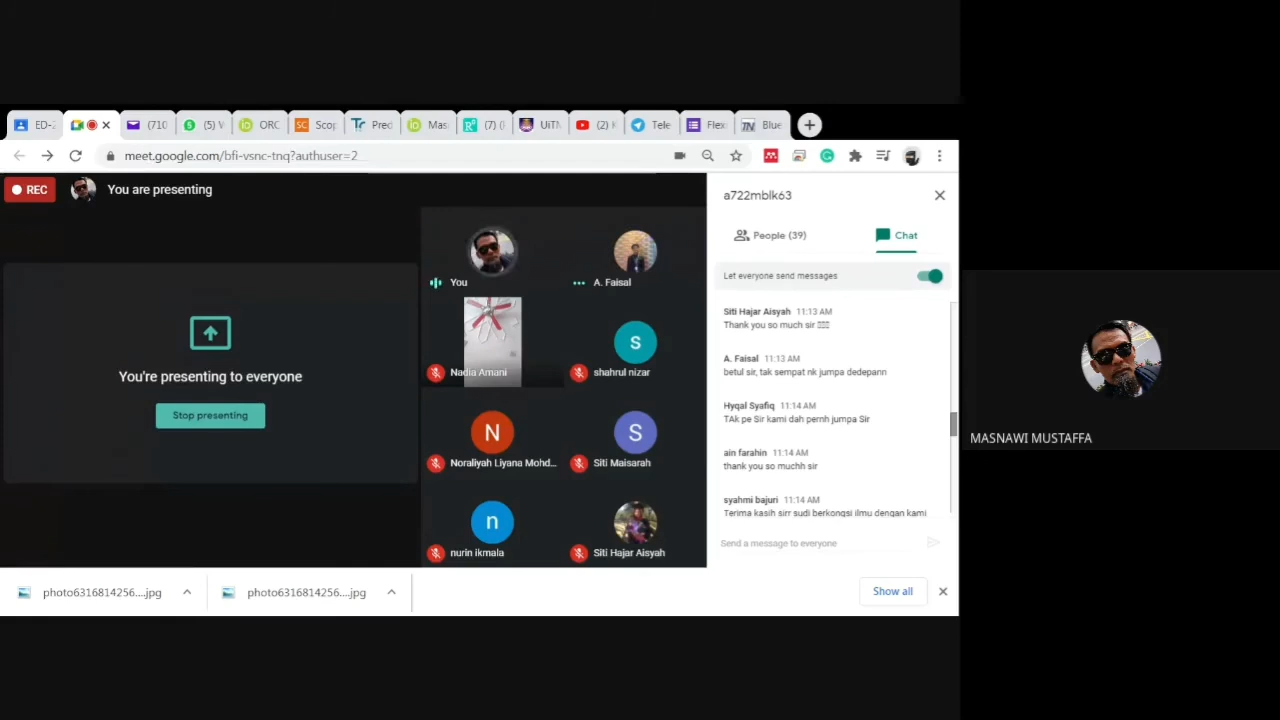 ED-2
(710
(5) V
ORC
SC Scop
Tr Pred
Mas
(7) (I
UiTN
(2) K
Tele
Flex
TN Blue
meet.google.com/bfi-vsnc-tnq?authuser=2
REC
You are presenting
You're presenting to everyone
Stop presenting
You
A. Faisal
Nadia Amani
S
shahrul nizar
N
Noraliyah Liyana Mohd...
S
Siti Maisarah
n
nurin ikmala
Siti Hajar Aisyah
a722mblk63
People (39)
Chat
Let everyone send messages
Siti Hajar Aisyah 11:13 AM
Thank you so much sir
A. Faisal 11:13 AM
betul sir, tak sempat nk jumpa dedepann
Hyqal Syafiq 11:14 AM
TAk pe Sir kami dah pernh jumpa Sir
ain farahin 11:14 AM
thank you so muchh sir
syahmi bajuri 11:14 AM
Terima kasih sirr sudi berkongsi ilmu dengan kami
Send a message to everyone
MASNAWI MUSTAFFA
photo6316814256....jpg
photo6316814256....jpg
Show all